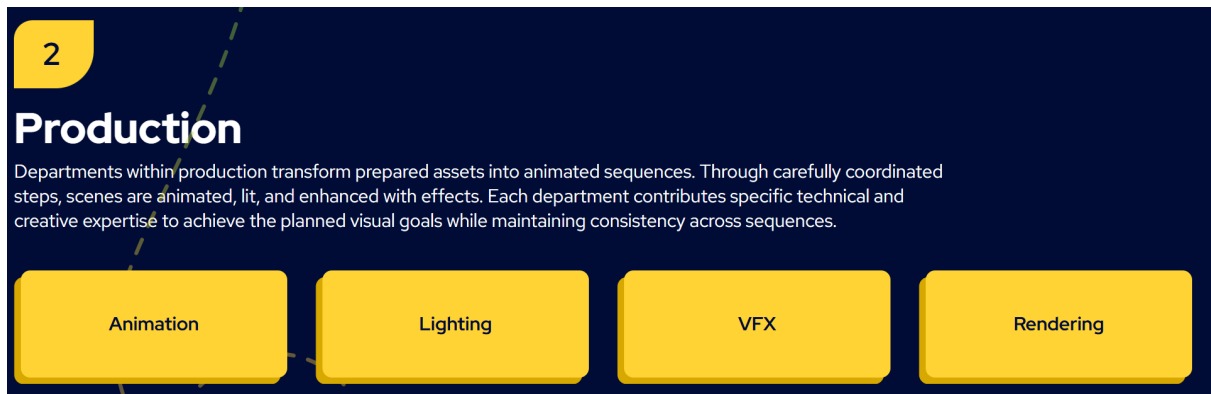 2
Production
Departments within production transform prepared assets into animated sequences. Through carefully coordinated
steps, scenes are animated, lit, and enhanced with effects. Each department contributes specific technical and
creative expertise to achieve the planned visual goals while maintaining consistency across sequences.
Animation
Lighting
VFX
Rendering